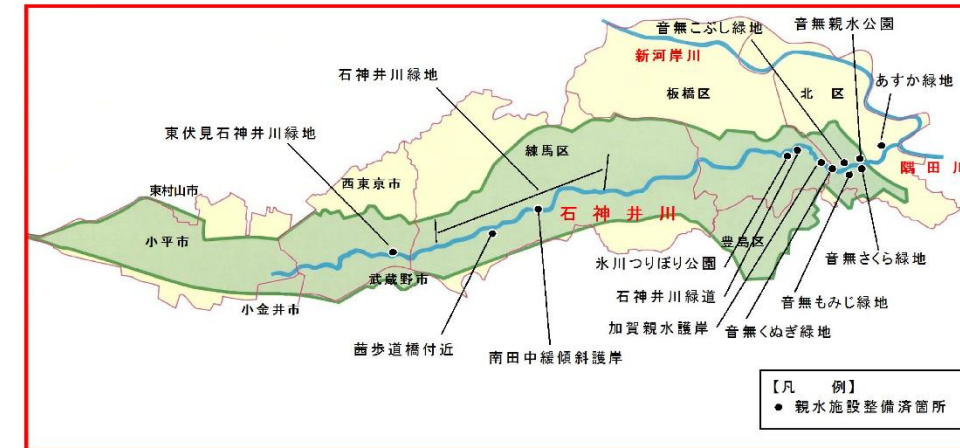 音無親水公園
音無こぶし緑地
新河岸川
あすか緑地
石神井川緑地
板橋区
北 区
東伏見石神井川緑地
練馬区
隅田川
西東京市
東村山市
石神井川
小平市
豊島区
氷川つりぼり公園
武蔵野市
音無さくら緑地
石神井川緑道
音無もみじ緑地
小金井市
加賀親水護岸
音無くぬぎ緑地
茜歩道橋付近
南田中緩傾斜護岸
【凡 例】
● 親水施設整備済箇所